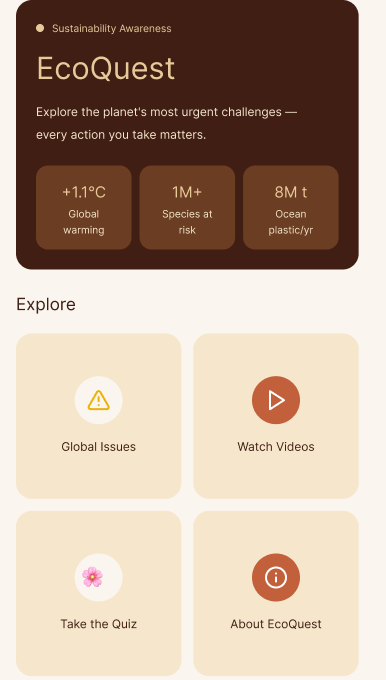 Sustainability Awareness
EcoQuest
Explore the planet's most urgent challenges —
every action you take matters.
+1.1°C
Global
warming
1M+
Species at
risk
8M t
Ocean
plastic/yr
Explore
Global Issues
Watch Videos
Take the Quiz
About EcoQuest